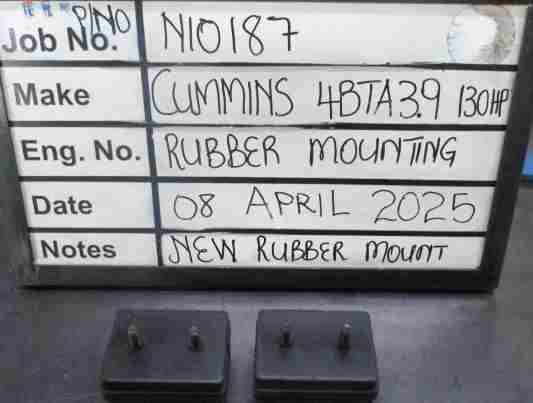 P/NO
Job No. N10187
Make CUMMINS 4BTA3.9 130HP
Eng. No. RUBBER MOUNTING
Date 08 APRIL 2025
Notes NEW RUBBER MOUNT